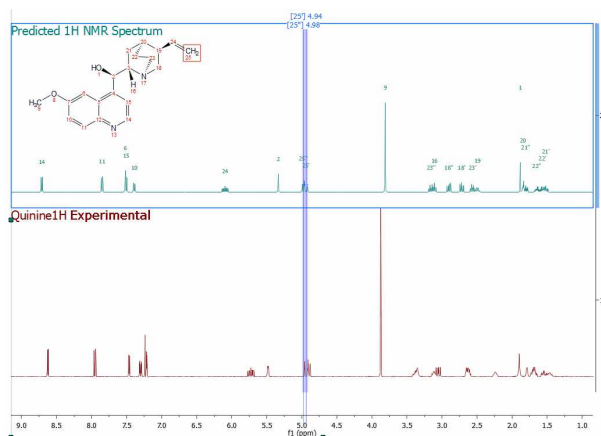 [25'] 4.94
[25"] 4.98
Predicted 1H NMR Spectrum
HO
H
N
O
CH₃
CH₂
N
14
11
6
15
10
24
2
25"
25'
9
16
23"
18"
18'
19
23'
1
20
21"
21'
22'
22"
Quinine1H Experimental
9.0 8.5 8.0 7.5 7.0 6.5 6.0 5.5 5.0 4.5 4.0 3.5 3.0 2.5 2.0 1.5 1.0
f1 (ppm)